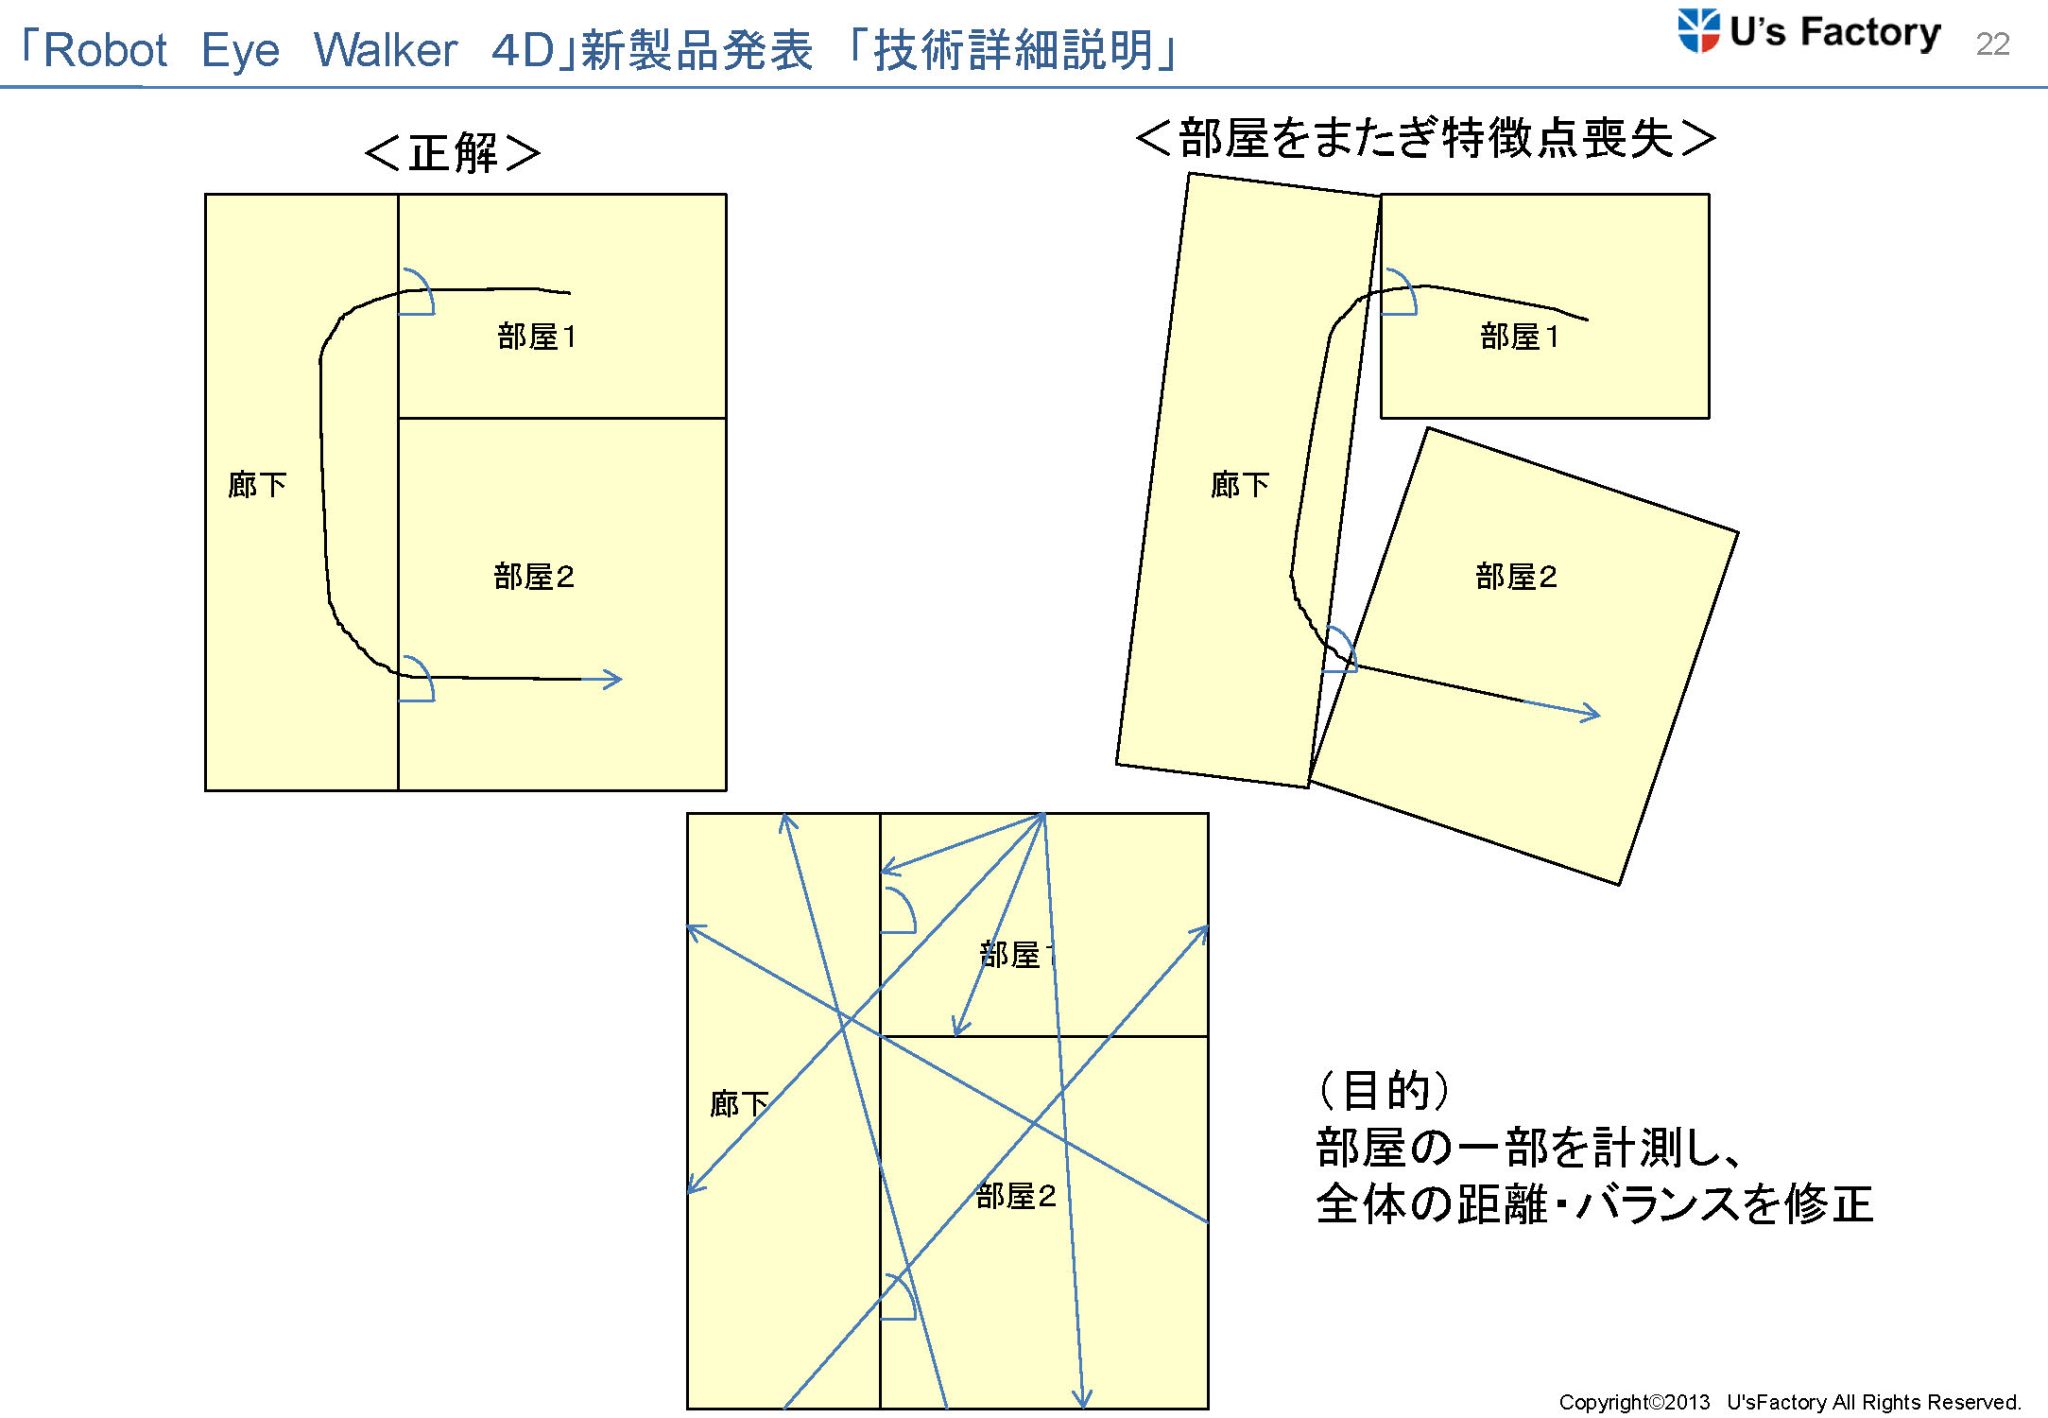 「Robot Eye Walker 4D」新製品発表 「技術詳細説明」
U's Factory
22
＜正解＞
部屋1
廊下
部屋2
＜部屋をまたぎ特徴点喪失＞
部屋1
廊下
部屋2
部屋1
廊下
部屋2
（目的）
部屋の一部を計測し、
全体の距離・バランスを修正
Copyright©2013 U'sFactory All Rights Reserved.